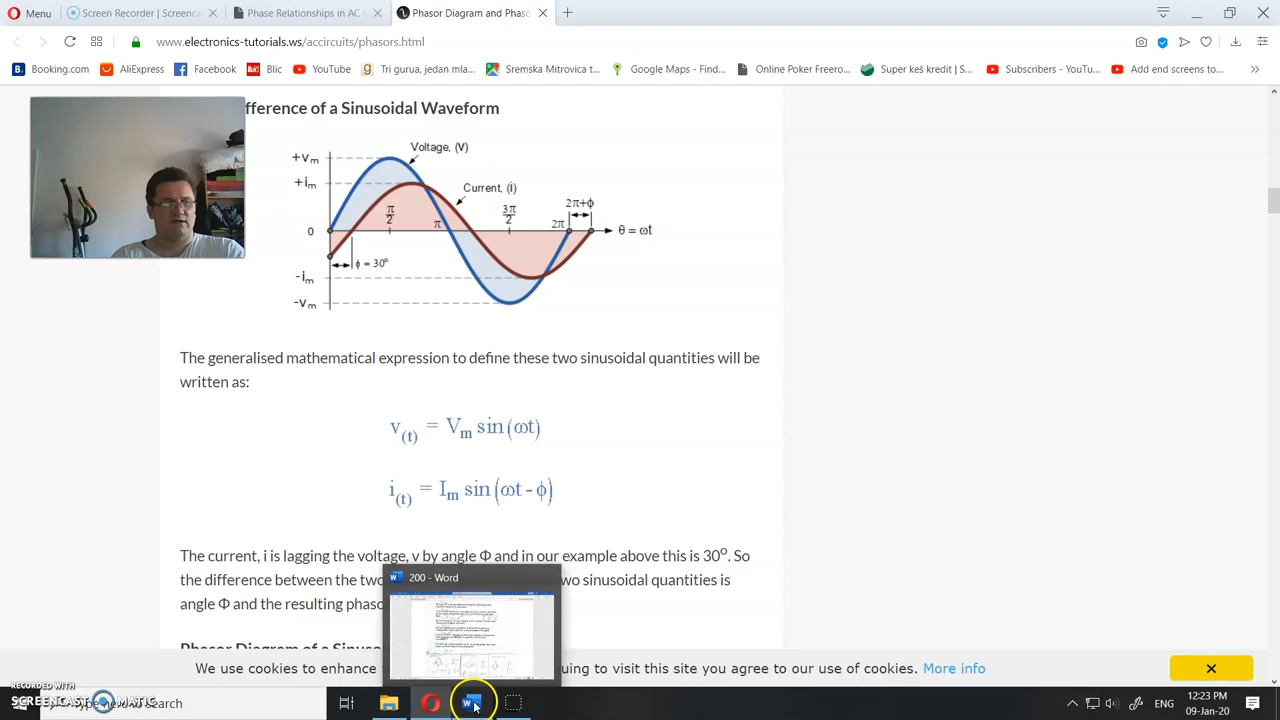 Menu
Screen Recorder | Screenca
Phase Relationships in AC
Phasor Diagram and Phaso
www.electronics-tutorials.ws/accircuits/phasors.html
Booking.com
AliExpress
Facebook
Blic
YouTube
Tri gurua, jedan mla...
Sremska Mitrovica t...
Google Maps - Find...
Online Poker Freero...
Super keš kredit | S...
Subscribers - YouTu...
Add end screens to...
fference of a Sinusoidal Waveform
Voltage, (V)
+Vm
+im
Current, (i)
π/2
π
3π/2
2π
2π+ϕ
0
θ = ωt
ϕ = 30°
-im
-Vm
The generalised mathematical expression to define these two sinusoidal quantities will be
written as:
v(t) = Vm sin(ωt)
i(t) = Im sin(ωt - ϕ)
The current, i is lagging the voltage, v by angle Φ and in our example above this is 30°. So
the difference between the two
wo sinusoidal quantities is
angle Φ and the resulting phaso
200 - Word
Phasor Diagram of a Sinus
We use cookies to enhance
uing to visit this site you agree to our use of cookies. More info
search
ENG
12:23 PM
09-Jan-20